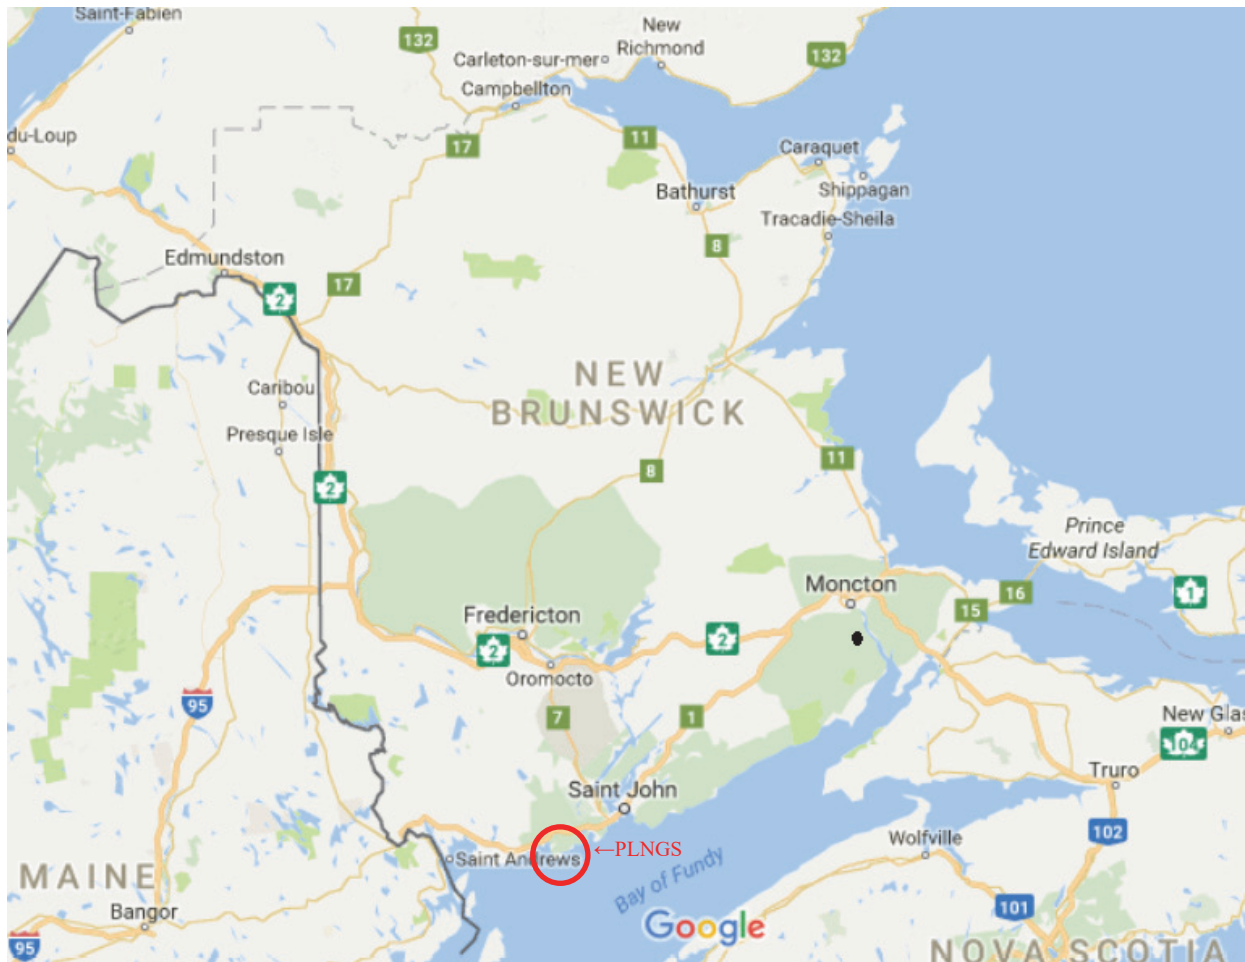 Saint-Fabien
132
New
Richmond
Carleton-sur-mer
132
Campbellton
du-Loup
11
17
Caraquet
Bathurst
Shippagan
Tracadie-Sheila
8
Edmundston
17
2
NEW
BRUNSWICK
Caribou
Presque Isle
11
8
2
Prince
Edward Island
Moncton
1
16
15
Fredericton
2
2
Oromocto
95
7
1
New Glas
104
Saint John
Truro
102
Wolfville
←PLNGS
Saint Andrews
MAINE
Bay of Fundy
Bangor
101
Google
95
NOVA SCOTIA